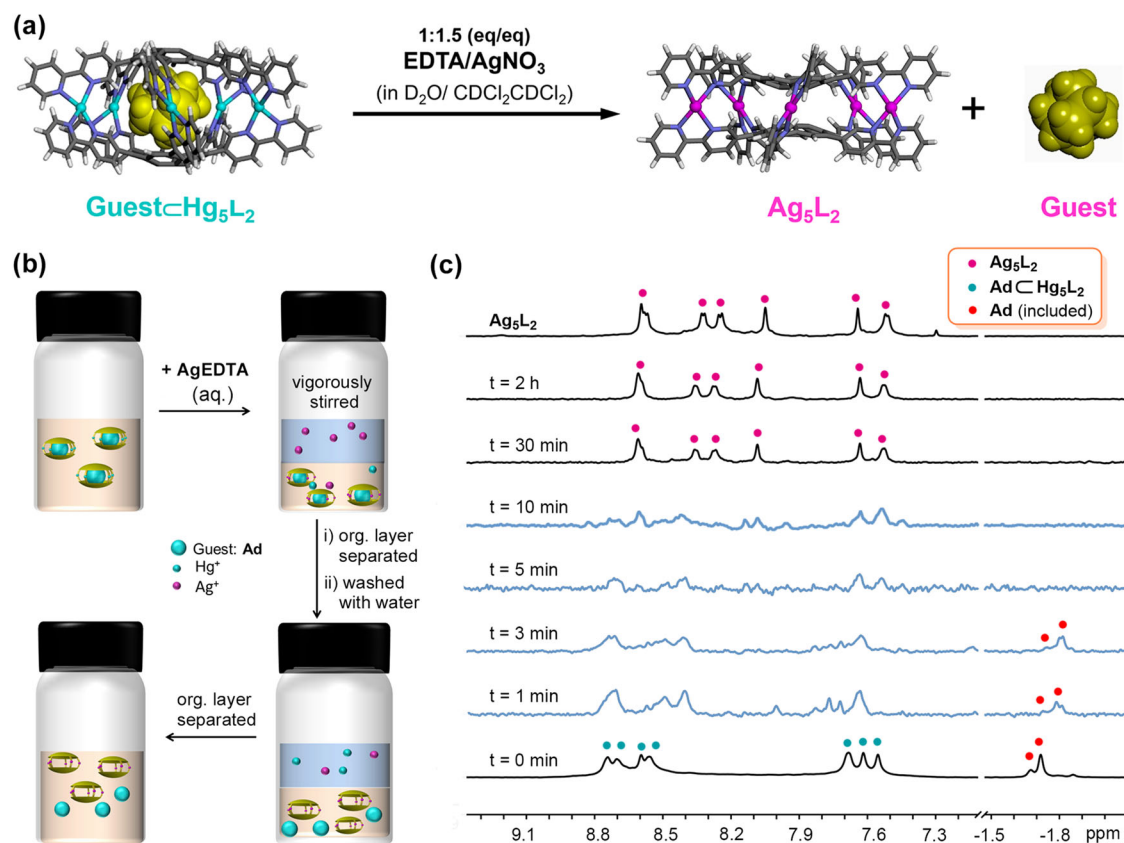 (a)
1:1.5 (eq/eq)
EDTA/AgNO₃
(in D₂O/ CDCl₂CDCl₂)
+
Guest⊂Hg₅L₂
Ag₅L₂
Guest
(b)
+ AgEDTA
(aq.)
vigorously
stirred
Guest: Ad
Hg⁺
Ag⁺
i) org. layer
separated
ii) washed
with water
org. layer
separated
(c)
Ag₅L₂
Ad⊂Hg₅L₂
Ad (included)
Ag₅L₂
t = 2 h
t = 30 min
t = 10 min
t = 5 min
t = 3 min
t = 1 min
t = 0 min
9.1 8.8 8.5 8.2 7.9 7.6 7.3 -1.5 -1.8 ppm